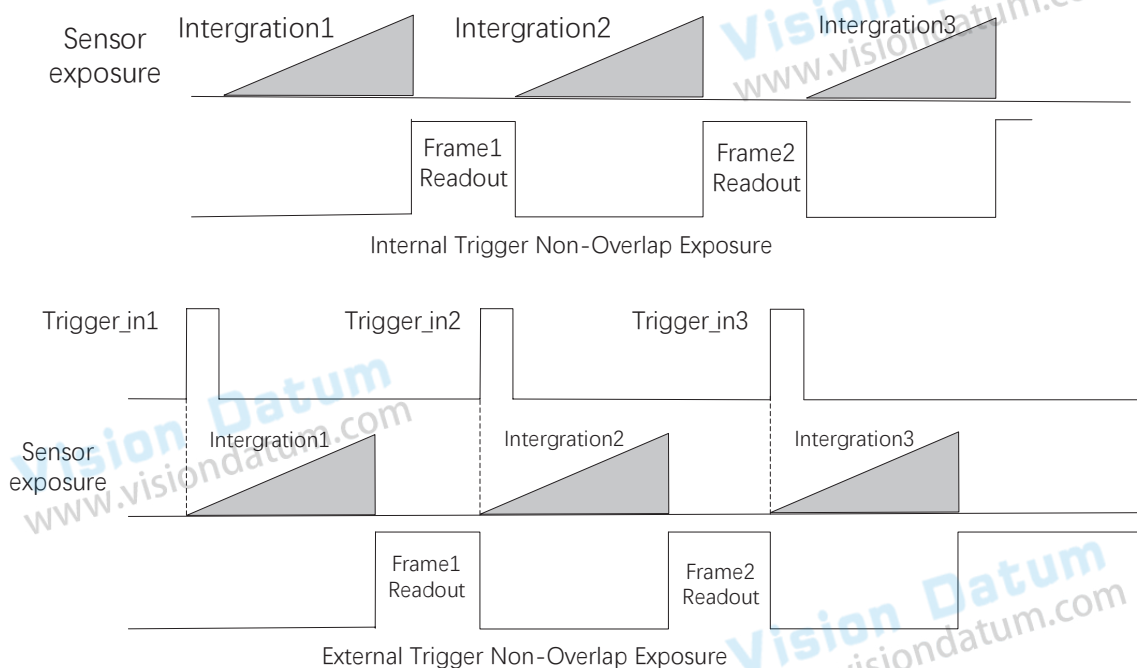 Vision Datum
www.visiondatum.com
Sensor
exposure
Intergration1
Intergration2
Intergration3
Frame1
Readout
Frame2
Readout
Internal Trigger Non-Overlap Exposure
Trigger_in1
Trigger_in2
Trigger_in3
Vision Datum
www.visiondatum.com
Sensor
exposure
Intergration1
Intergration2
Intergration3
Frame1
Readout
Frame2
Readout
Vision Datum
visiondatum.com
External Trigger Non-Overlap Exposure